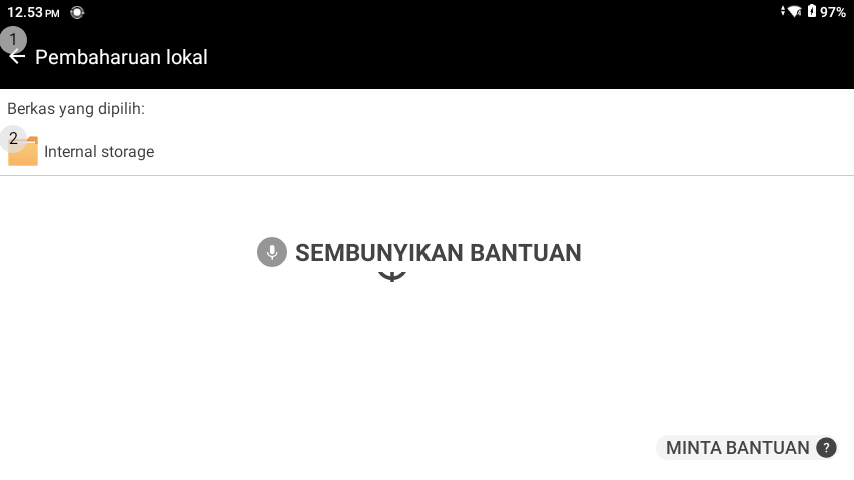 12.53 PM
97%
1
Pembaharuan lokal
Berkas yang dipilih:
2
Internal storage
SEMBUNYIKAN BANTUAN
MINTA BANTUAN ?